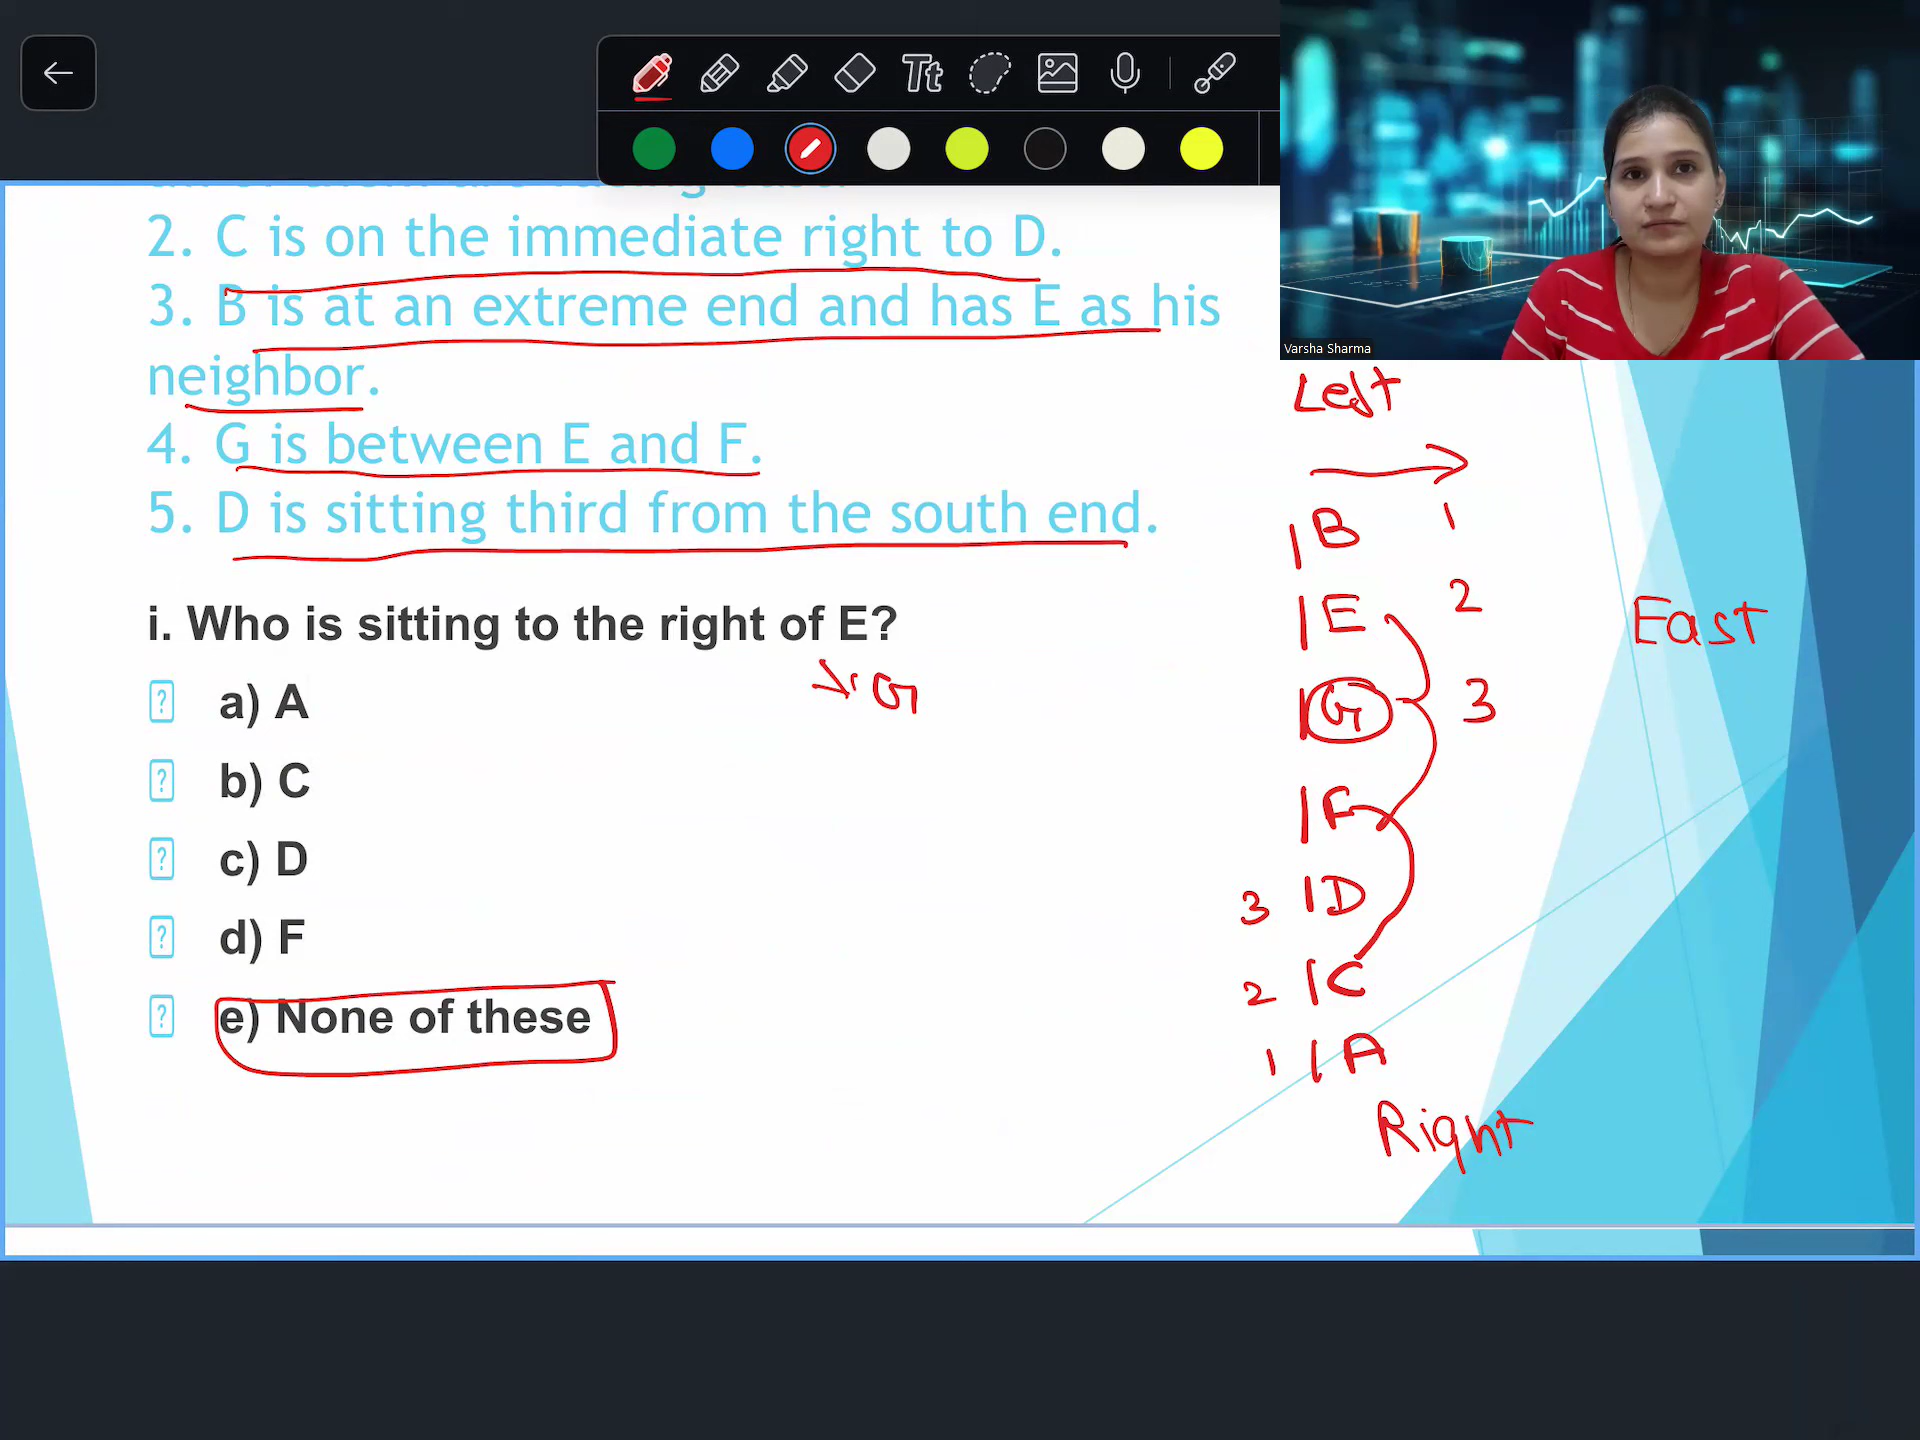 Tt
2. C is on the immediate right to D.
3. B is at an extreme end and has E as his
neighbor.
4. G is between E and F.
5. D is sitting third from the south end.
i. Who is sitting to the right of E?
G
a) A
b) C
c) D
d) F
e) None of these
Varsha Sharma
Left
B 1
E 2
East
G 3
F
3 D
2 C
1 A
Right